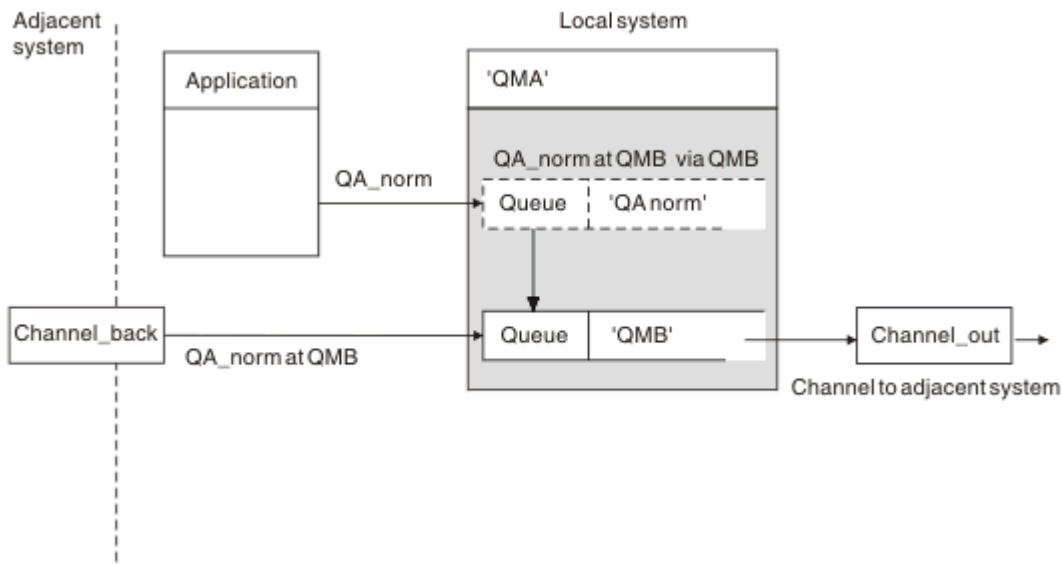 Adjacent
system
Local system
Application
'QMA'
QA_norm at QMB via QMB
QA_norm
Queue
'QA norm'
Channel_back
QA_norm at QMB
Queue
'QMB'
Channel_out
Channel to adjacent system